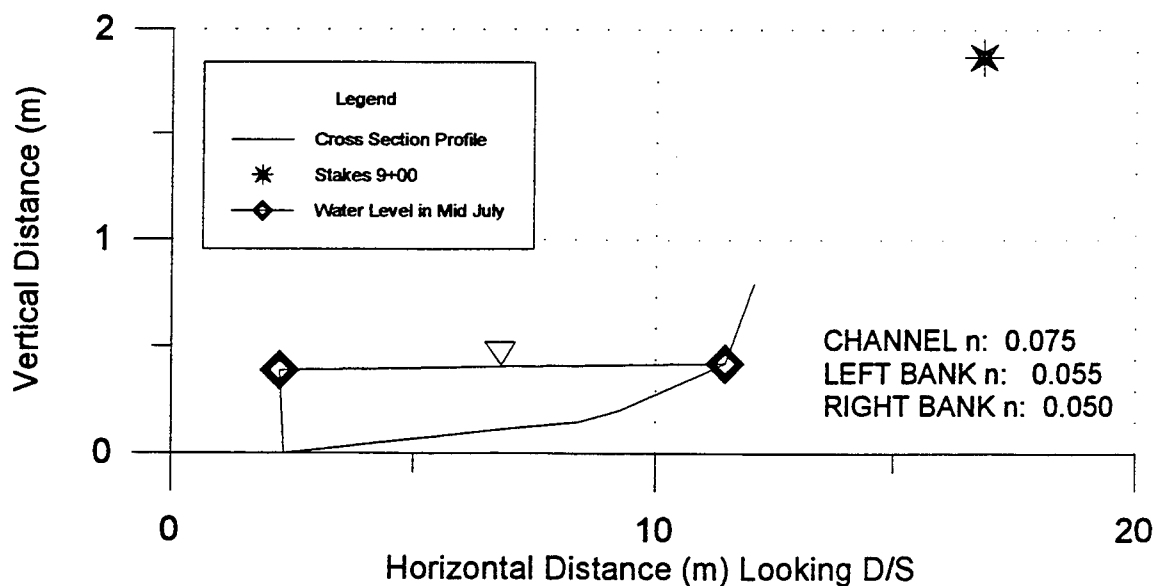 2
Legend
Cross Section Profile
Stakes 9+00
Water Level in Mid July
1
CHANNEL n: 0.075
LEFT BANK n: 0.055
RIGHT BANK n: 0.050
0
0
10
20
Vertical Distance (m)
Horizontal Distance (m) Looking D/S